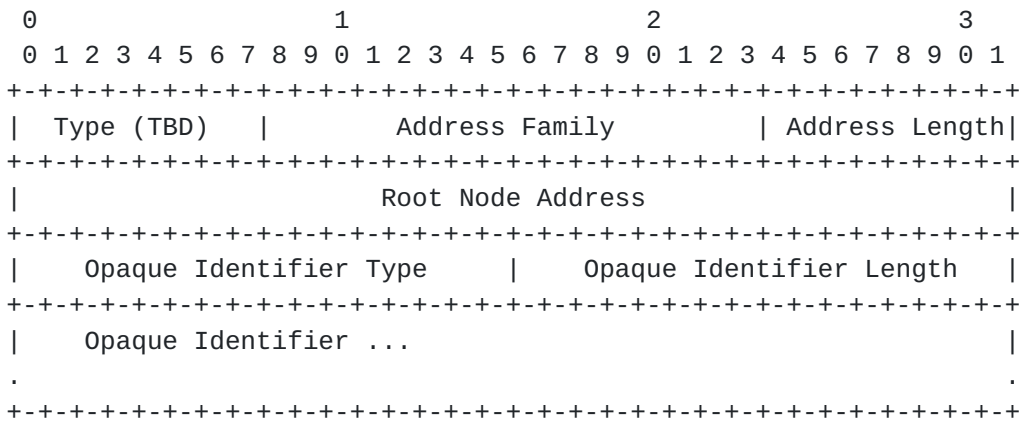 0                   1                   2                   3
 0 1 2 3 4 5 6 7 8 9 0 1 2 3 4 5 6 7 8 9 0 1 2 3 4 5 6 7 8 9 0 1
+-+-+-+-+-+-+-+-+-+-+-+-+-+-+-+-+-+-+-+-+-+-+-+-+-+-+-+-+-+-+-+-+
|  Type (TBD)   |        Address Family         | Address Length|
+-+-+-+-+-+-+-+-+-+-+-+-+-+-+-+-+-+-+-+-+-+-+-+-+-+-+-+-+-+-+-+-+
|                       Root Node Address                       |
+-+-+-+-+-+-+-+-+-+-+-+-+-+-+-+-+-+-+-+-+-+-+-+-+-+-+-+-+-+-+-+-+
|    Opaque Identifier Type     |    Opaque Identifier Length   |
+-+-+-+-+-+-+-+-+-+-+-+-+-+-+-+-+-+-+-+-+-+-+-+-+-+-+-+-+-+-+-+-+
|    Opaque Identifier ...                                      |
.                                                               .
+-+-+-+-+-+-+-+-+-+-+-+-+-+-+-+-+-+-+-+-+-+-+-+-+-+-+-+-+-+-+-+-+